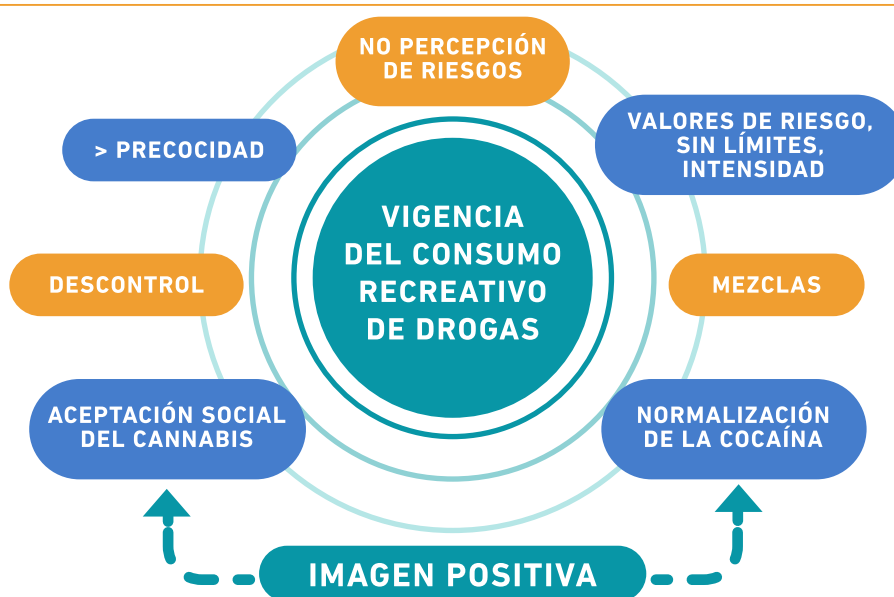 NO PERCEPCIÓN
DE RIESGOS
> PRECOCIDAD
VALORES DE RIESGO,
SIN LÍMITES,
INTENSIDAD
VIGENCIA
DEL CONSUMO
RECREATIVO
DE DROGAS
DESCONTROL
MEZCLAS
ACEPTACIÓN SOCIAL
DEL CANNABIS
NORMALIZACIÓN
DE LA COCAÍNA
IMAGEN POSITIVA